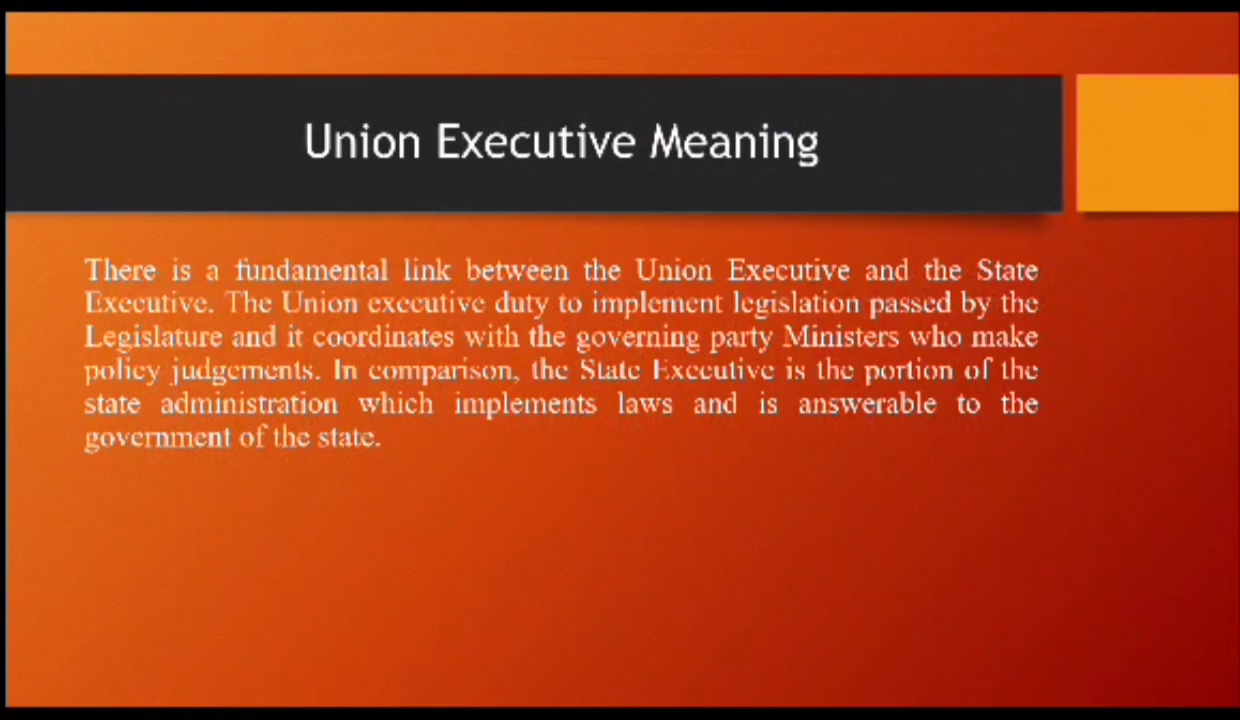 Union Executive Meaning
There is a fundamental link between the Union Executive and the State
Executive. The Union executive duty to implement legislation passed by the
Legislature and it coordinates with the governing party Ministers who make
policy judgements. In comparison, the State Executive is the portion of the
state administration which implements laws and is answerable to the
government of the state.